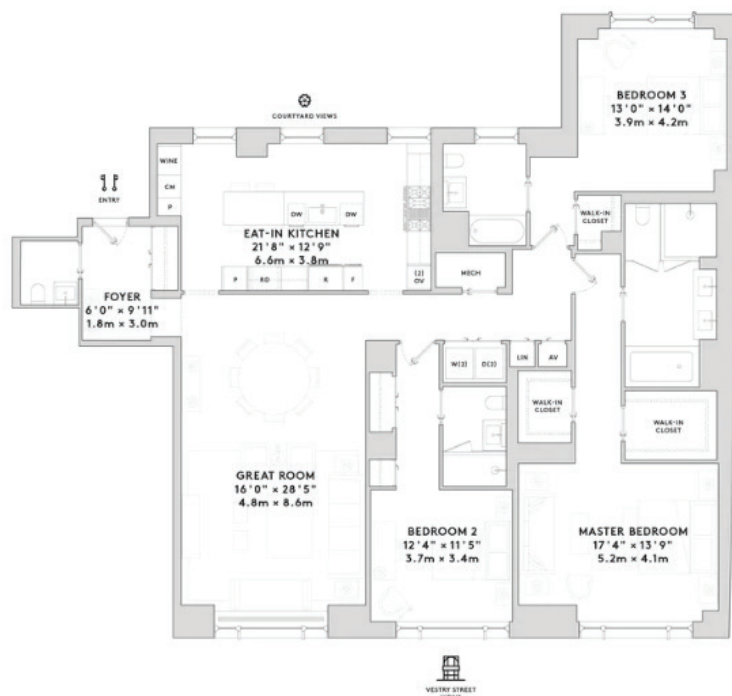 BEDROOM 3
13'0" × 14'0"
3.9m × 4.2m
COURTYARD VIEWS
WINE
CH
P
ENTRY
DW
DW
EAT-IN KITCHEN
21'8" × 12'9"
6.6m × 3.8m
P
RO
R
F
(2)
OV
MECH
WALK-IN
CLOSET
FOYER
6'0" × 9'11"
1.8m × 3.0m
W(2)
D(2)
LIN
AV
WALK-IN
CLOSET
WALK-IN
CLOSET
GREAT ROOM
16'0" × 28'5"
4.8m × 8.6m
BEDROOM 2
12'4" × 11'5"
3.7m × 3.4m
MASTER BEDROOM
17'4" × 13'9"
5.2m × 4.1m
VESTRY STREET